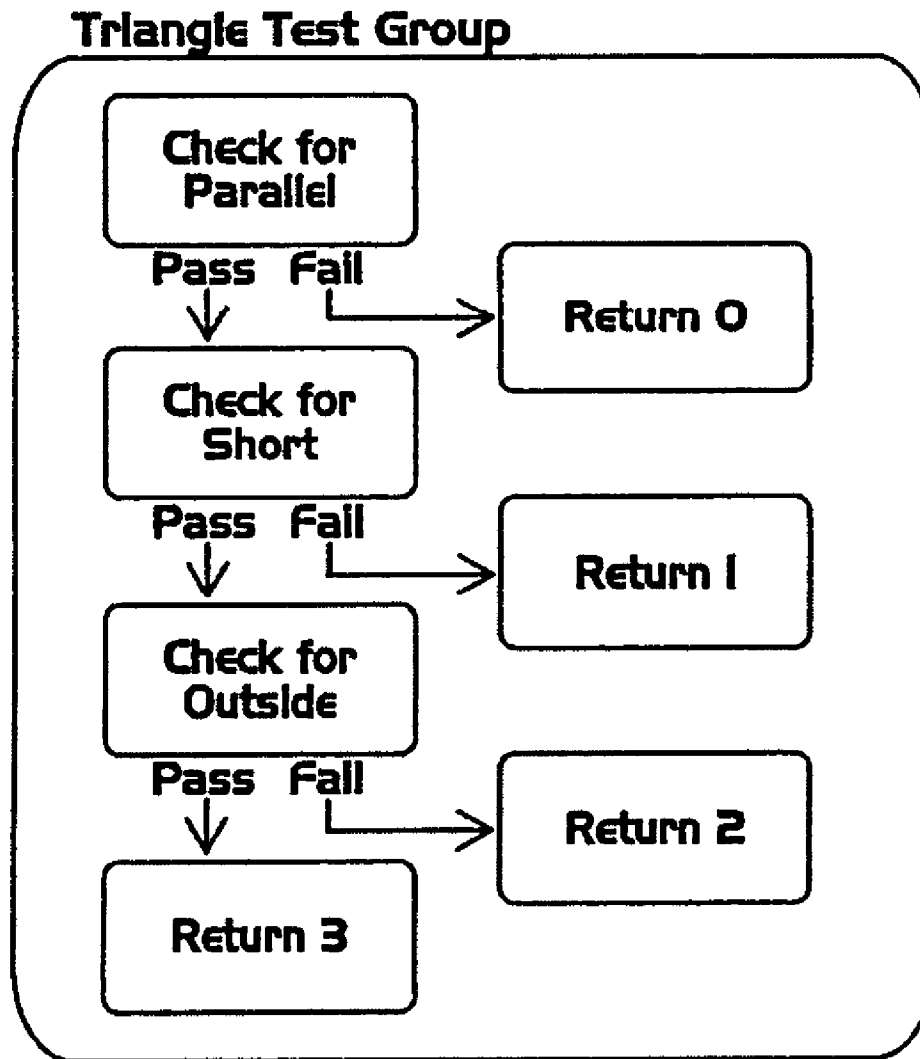 Triangle Test Group
Check for
Parallel
Pass Fail
Return 0
Check for
Short
Pass Fail
Return 1
Check for
Outside
Pass Fail
Return 2
Return 3